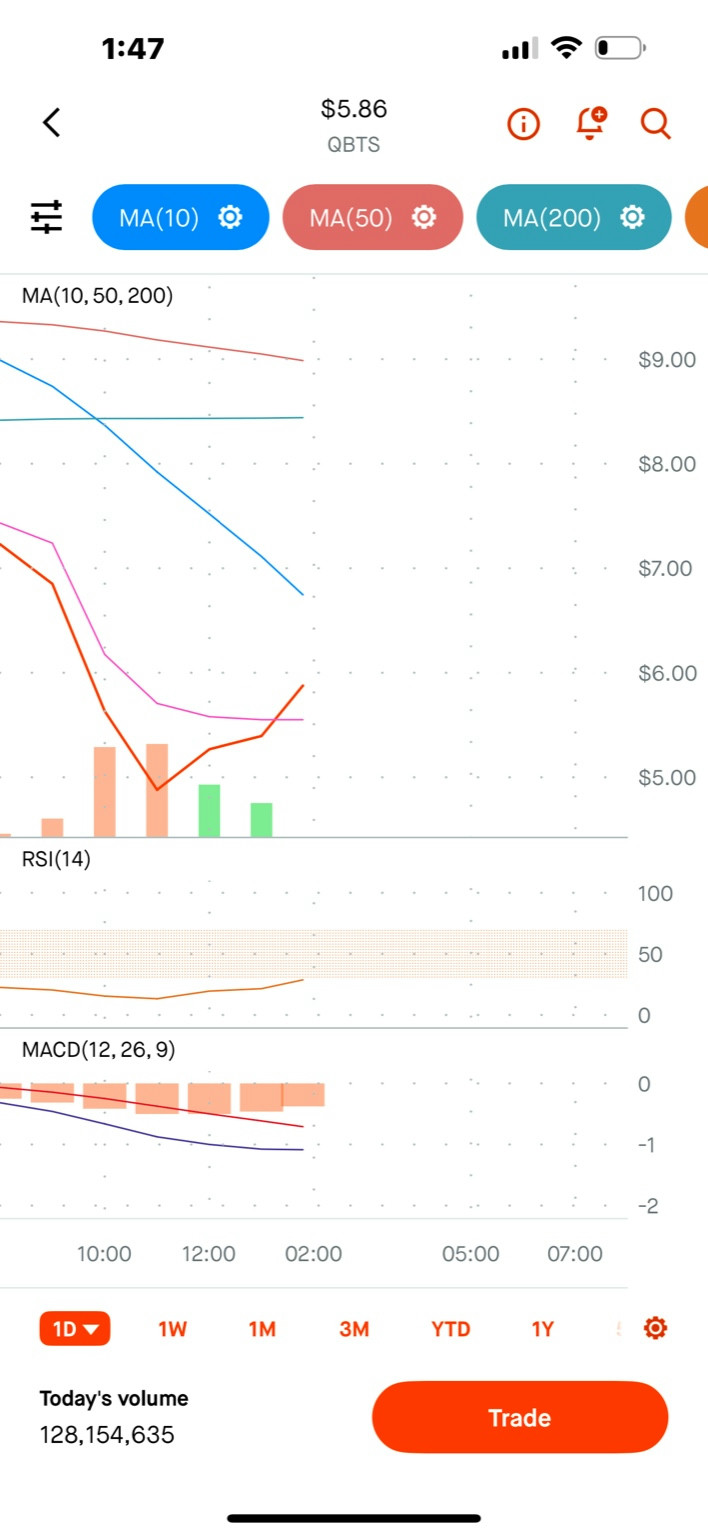 1:47
$5.86
QBTS
MA(10) MA(50) MA(200)
MA(10, 50, 200)
$9.00
$8.00
$7.00
$6.00
$5.00
RSI(14)
100
50
0
MACD(12, 26, 9)
0
-1
-2
10:00 12:00 02:00 05:00 07:00
1D 1W 1M 3M YTD 1Y
Today's volume
128,154,635
Trade